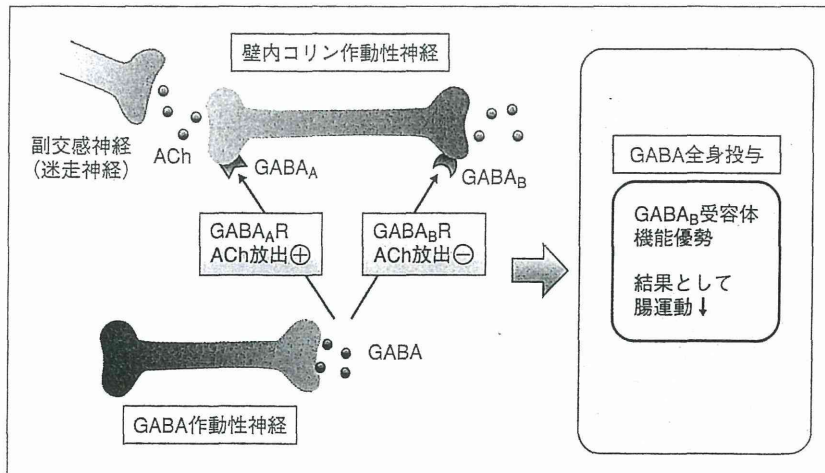 壁内コリン作動性神経
副交感神経
(迷走神経)
ACh
GABAA
GABAB
GABAAR
ACh放出⊕
GABABR
ACh放出⊖
GABA
GABA作動性神経
GABA全身投与
GABAB受容体
機能優勢
結果として
腸運動↓